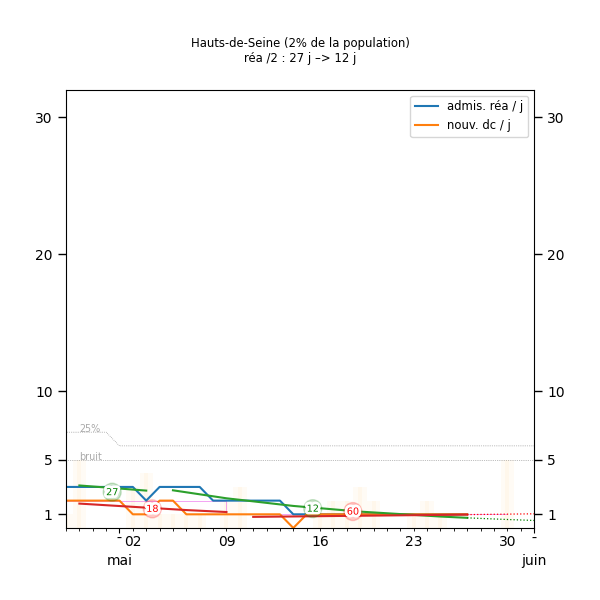 Hauts-de-Seine (2% de la population)
réa /2 : 27 j –> 12 j
admis. réa / j
nouv. dc / j
30 30
20 20
10 10
25%
bruit
5 5
27 18 12 60
1 1
02 09 16 23 30
mai juin